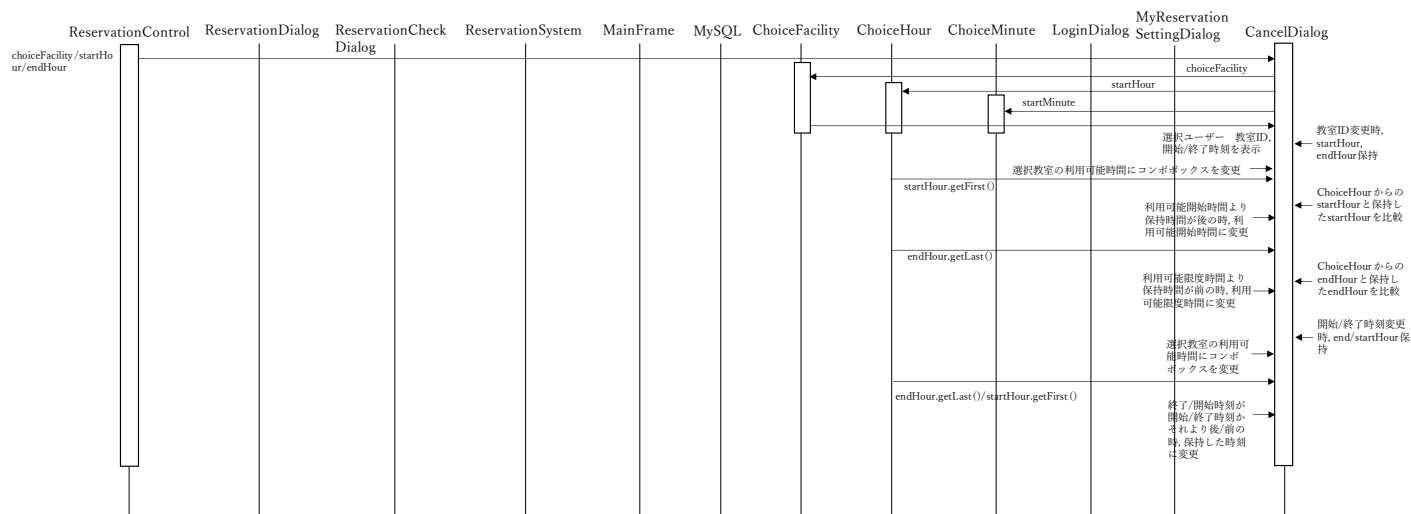 ReservationControl
ReservationDialog
ReservationCheck
Dialog
ReservationSystem
MainFrame
MySQL
ChoiceFacility
ChoiceHour
ChoiceMinute
LoginDialog
MyReservation
SettingDialog
CancelDialog
choiceFacility/startHo
ur/endHour
choiceFacility
startHour
startMinute
選択ユーザー　教室ID,
開始/終了時刻を表示
教室ID変更時,
startHour,
endHour保持
選択教室の利用可能時間にコンボボックスを変更
startHour.getFirst()
ChoiceHourからの
startHourと保持し
たstartHourを比較
利用可能開始時間より
保持時間が後の時, 利
用可能開始時間に変更
endHour.getLast()
ChoiceHourからの
endHourと保持し
たendHourを比較
利用可能限度時間より
保持時間が前の時, 利用
可能限度時間に変更
開始/終了時刻変更
時, end/startHour保
持
選択教室の利用可
能時間にコンボ
ボックスを変更
endHour.getLast()/startHour.getFirst()
終了/開始時刻が
開始/終了時刻か
それより後/前の
時, 保持した時刻
に変更